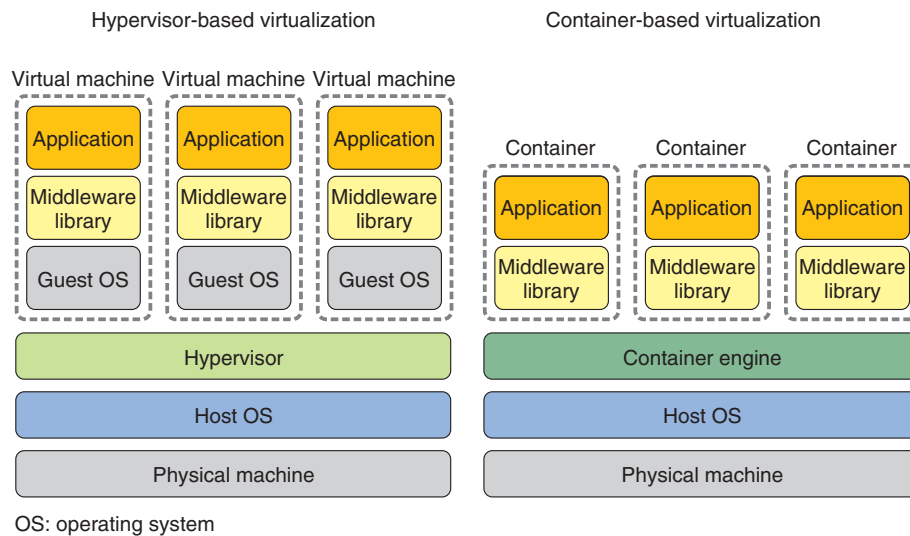 Hypervisor-based virtualization
Virtual machine Virtual machine Virtual machine
Application Application Application
Middleware library Middleware library Middleware library
Guest OS Guest OS Guest OS
Hypervisor
Host OS
Physical machine
OS: operating system
Container-based virtualization
Container Container Container
Application Application Application
Middleware library Middleware library Middleware library
Container engine
Host OS
Physical machine